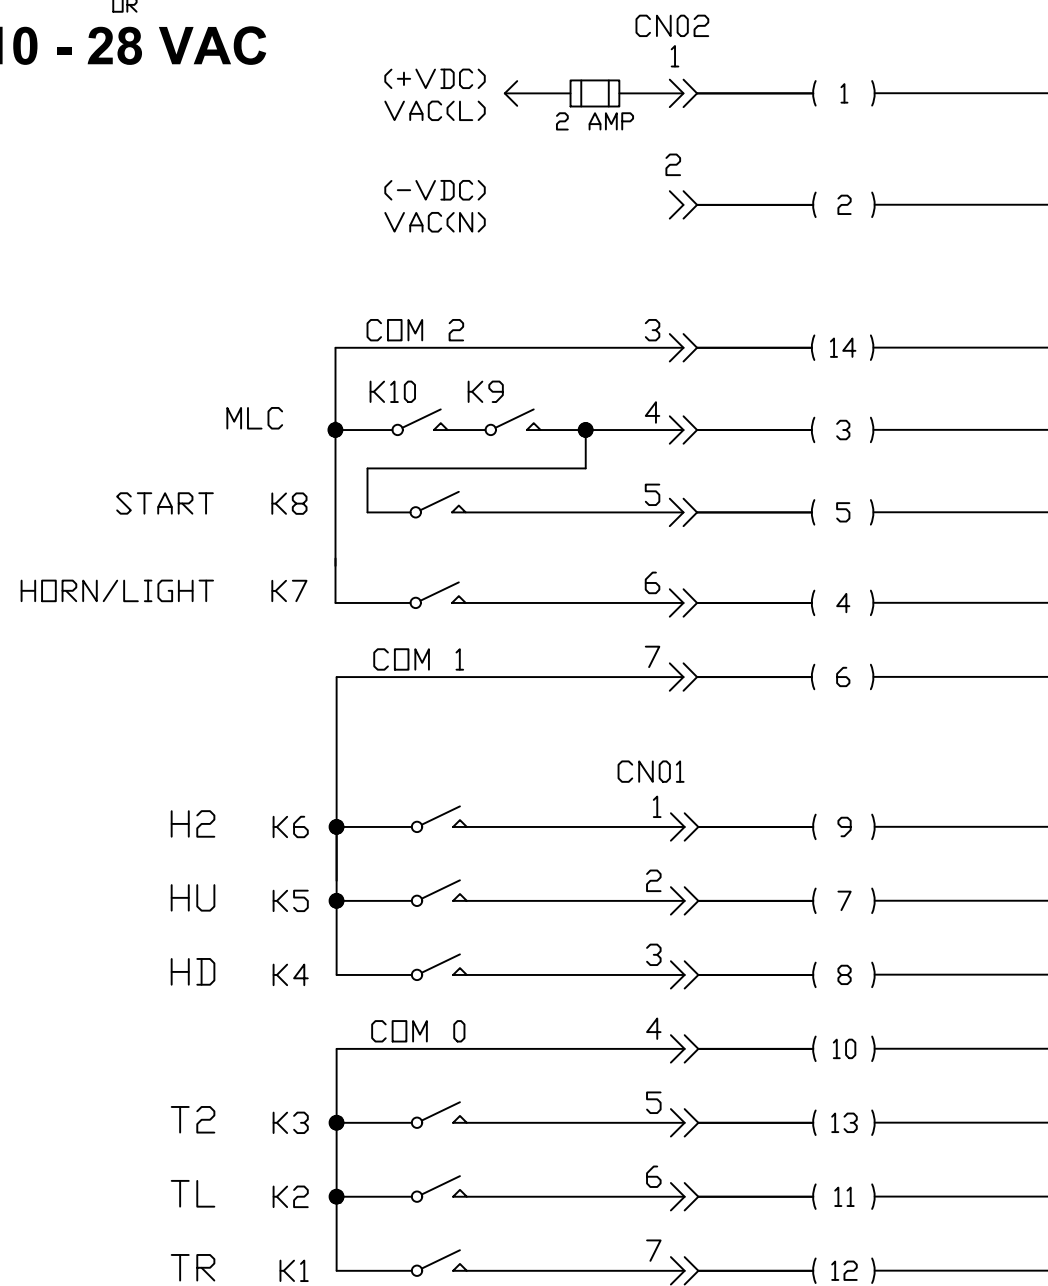 OR
10 - 28 VAC
CN02
1
(+VDC)
VAC(L)
2 AMP
( 1 )
2
(-VDC)
VAC(N)
( 2 )
COM 2
3
( 14 )
K10
K9
MLC
4
( 3 )
START K8
5
( 5 )
HORN/LIGHT K7
6
( 4 )
COM 1
7
( 6 )
CN01
H2 K6
1
( 9 )
HU K5
2
( 7 )
HD K4
3
( 8 )
COM 0
4
( 10 )
T2 K3
5
( 13 )
TL K2
6
( 11 )
TR K1
7
( 12 )